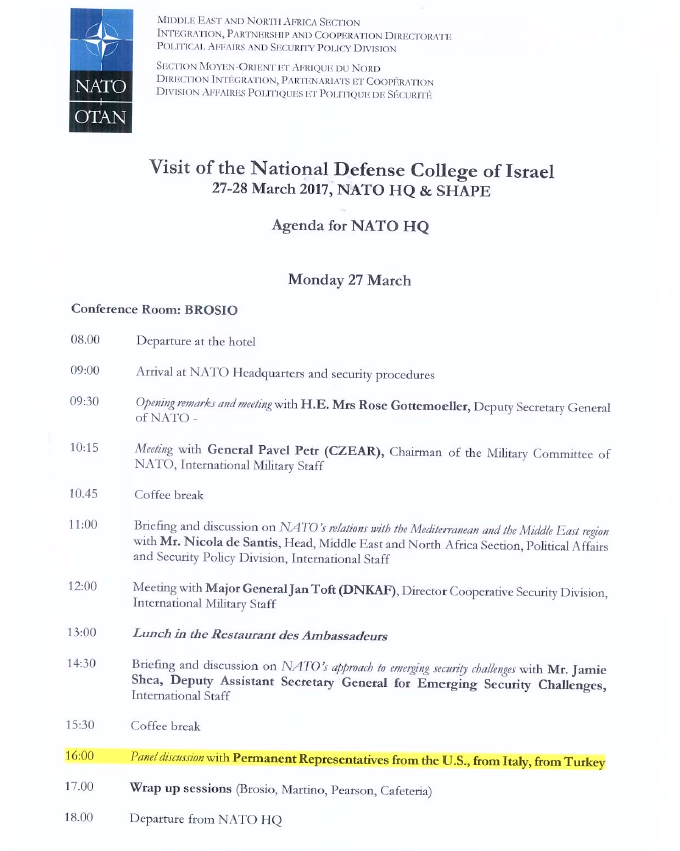 NATO
OTAN
MIDDLE EAST AND NORTH AFRICA SECTION
INTEGRATION, PARTNERSHIP AND COOPERATION DIRECTORATE
POLITICAL AFFAIRS AND SECURITY POLICY DIVISION
SECTION MOYEN-ORIENT ET AFRIQUE DU NORD
DIRECTION INTÉGRATION, PARTENARIATS ET COOPÉRATION
DIVISION AFFAIRES POLITIQUES ET POLITIQUE DE SÉCURITÉ
Visit of the National Defense College of Israel
27-28 March 2017, NATO HQ & SHAPE
Agenda for NATO HQ
Monday 27 March
Conference Room: BROSIO
08.00 Departure at the hotel
09:00 Arrival at NATO Headquarters and security procedures
09:30 Opening remarks and meeting with H.E. Mrs Rose Gottemoeller, Deputy Secretary General
of NATO -
10:15 Meeting with General Pavel Petr (CZEAR), Chairman of the Military Committee of
NATO, International Military Staff
10.45 Coffee break
11:00 Briefing and discussion on NATO's relations with the Mediterranean and the Middle East region
with Mr. Nicola de Santis, Head, Middle East and North Africa Section, Political Affairs
and Security Policy Division, International Staff
12:00 Meeting with Major General Jan Toft (DNKAF), Director Cooperative Security Division,
International Military Staff
13:00 Lunch in the Restaurant des Ambassadeurs
14:30 Briefing and discussion on NATO's approach to emerging security challenges with Mr. Jamie
Shea, Deputy Assistant Secretary General for Emerging Security Challenges,
International Staff
15:30 Coffee break
16:00 Panel discussion with Permanent Representatives from the U.S., from Italy, from Turkey
17.00 Wrap up sessions (Brosio, Martino, Pearson, Cafeteria)
18.00 Departure from NATO HQ